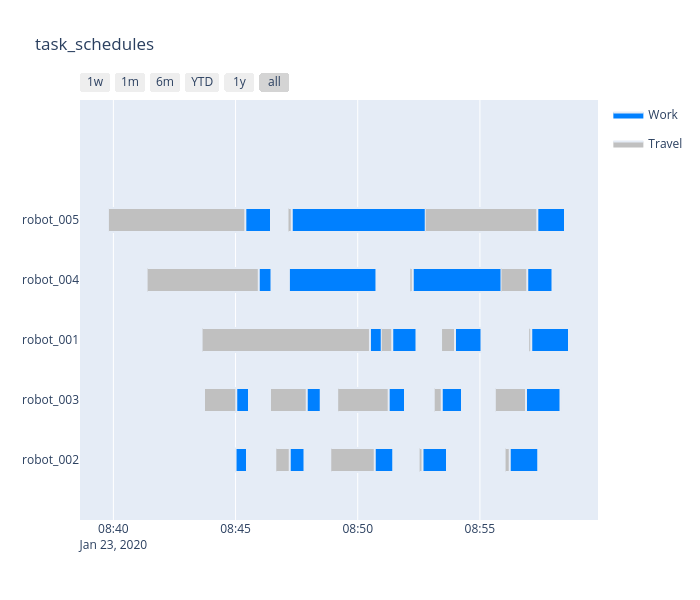 task_schedules
1w 1m 6m YTD 1y all
Work
Travel
robot_005
robot_004
robot_001
robot_003
robot_002
08:40 08:45 08:50 08:55
Jan 23, 2020